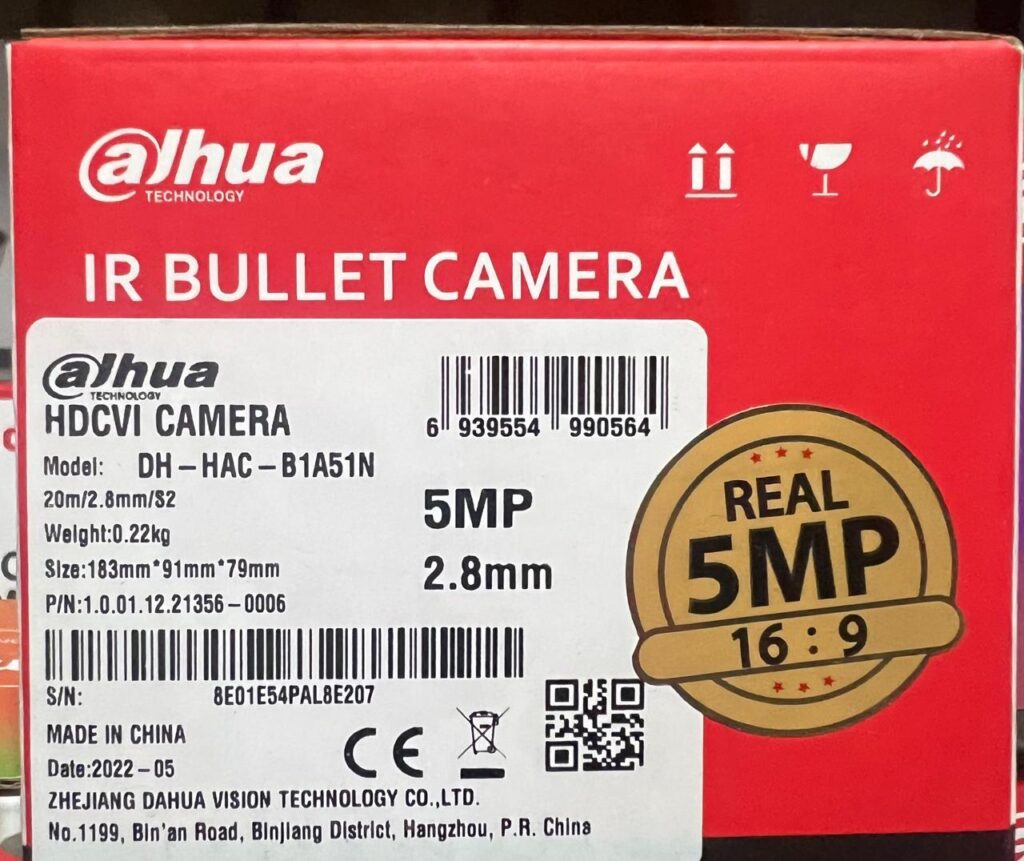 alhua
TECHNOLOGY
IR BULLET CAMERA
alhua
TECHNOLOGY
HDCVI CAMERA
6 939554 990564
Model: DH-HAC-B1A51N
20m/2.8mm/S2
5MP
Weight:0.22kg
Size:183mm*91mm*79mm
2.8mm
P/N:1.0.01.12.21356-0006
S/N: 8E01E54PAL8E207
MADE IN CHINA
CE
Date:2022-05
ZHEJIANG DAHUA VISION TECHNOLOGY CO.,LTD.
No.1199, Bin'an Road, Binjiang District, Hangzhou, P.R. China
REAL
5MP
16:9